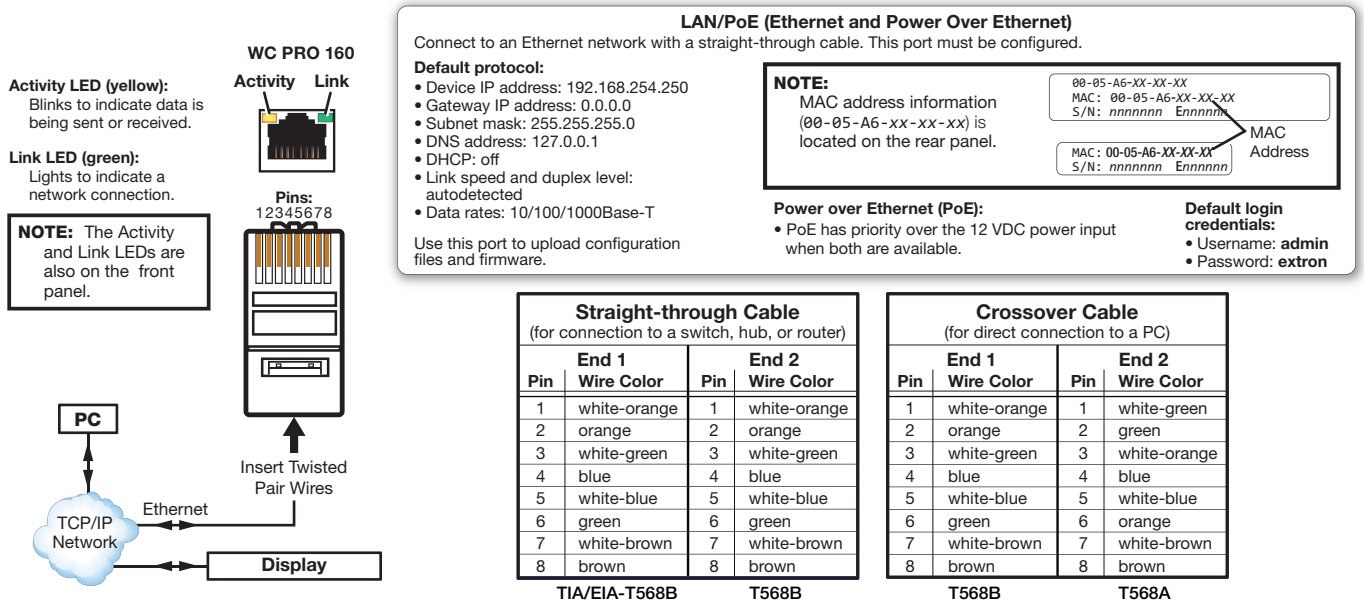 WC PRO 160
Activity Link
Activity LED (yellow):
Blinks to indicate data is
being sent or received.
Link LED (green):
Lights to indicate a
network connection.
NOTE: The Activity
and Link LEDs are
also on the front
panel.
Pins:
12345678
Insert Twisted
Pair Wires
PC
TCP/IP
Network
Ethernet
Display
LAN/PoE (Ethernet and Power Over Ethernet)
Connect to an Ethernet network with a straight-through cable. This port must be configured.
Default protocol:
• Device IP address: 192.168.254.250
• Gateway IP address: 0.0.0.0
• Subnet mask: 255.255.255.0
• DNS address: 127.0.0.1
• DHCP: off
• Link speed and duplex level:
autodetected
• Data rates: 10/100/1000Base-T
Use this port to upload configuration
files and firmware.
NOTE:
MAC address information
(00-05-A6-xx-xx-xx) is
located on the rear panel.
00-05-A6-XX-XX-XX
MAC: 00-05-A6-XX-XX-XX
S/N: nnnnnnn Ennnnnn
MAC: 00-05-A6-XX-XX-XX
S/N: nnnnnnn Ennnnnn
MAC
Address
Power over Ethernet (PoE):
• PoE has priority over the 12 VDC power input
when both are available.
Default login
credentials:
• Username: admin
• Password: extron
Straight-through Cable
(for connection to a switch, hub, or router)
End 1 End 2
Pin Wire Color Pin Wire Color
1 white-orange 1 white-orange
2 orange 2 orange
3 white-green 3 white-green
4 blue 4 blue
5 white-blue 5 white-blue
6 green 6 green
7 white-brown 7 white-brown
8 brown 8 brown
TIA/EIA-T568B T568B
Crossover Cable
(for direct connection to a PC)
End 1 End 2
Pin Wire Color Pin Wire Color
1 white-orange 1 white-green
2 orange 2 green
3 white-green 3 white-orange
4 blue 4 blue
5 white-blue 5 white-blue
6 green 6 orange
7 white-brown 7 white-brown
8 brown 8 brown
T568B T568A